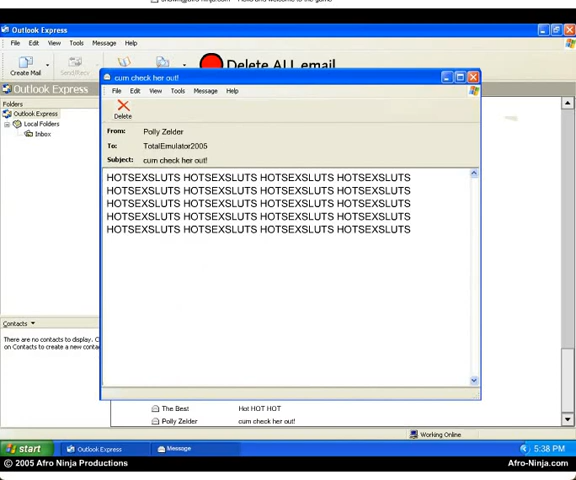 Outlook Express
File Edit View Tools Message Help
Create Mail
Send/Recv
Delete ALL email
Folders
Outlook Express
Local Folders
Inbox
cum check her out!
File Edit View Tools Message Help
Delete
From: Polly Zelder
To: TotalEmulator2005
Subject: cum check her out!
HOTSEXSLUTS HOTSEXSLUTS HOTSEXSLUTS HOTSEXSLUTS
HOTSEXSLUTS HOTSEXSLUTS HOTSEXSLUTS HOTSEXSLUTS
HOTSEXSLUTS HOTSEXSLUTS HOTSEXSLUTS HOTSEXSLUTS
HOTSEXSLUTS HOTSEXSLUTS HOTSEXSLUTS HOTSEXSLUTS
HOTSEXSLUTS HOTSEXSLUTS HOTSEXSLUTS HOTSEXSLUTS
Contacts
There are no contacts to display. C
on Contacts to create a new conta
The Best Hot HOT HOT
Polly Zelder cum check her out!
Working Online
start Outlook Express Message 5:38 PM
© 2005 Afro Ninja Productions Afro-Ninja.com